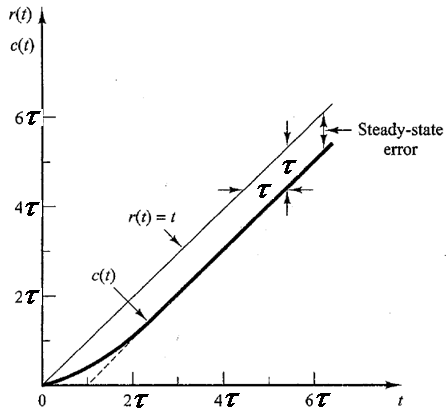 r(t)
c(t)
6τ
Steady-state
error
τ
τ
4τ
r(t) = t
c(t)
2τ
0
2τ
4τ
6τ
t